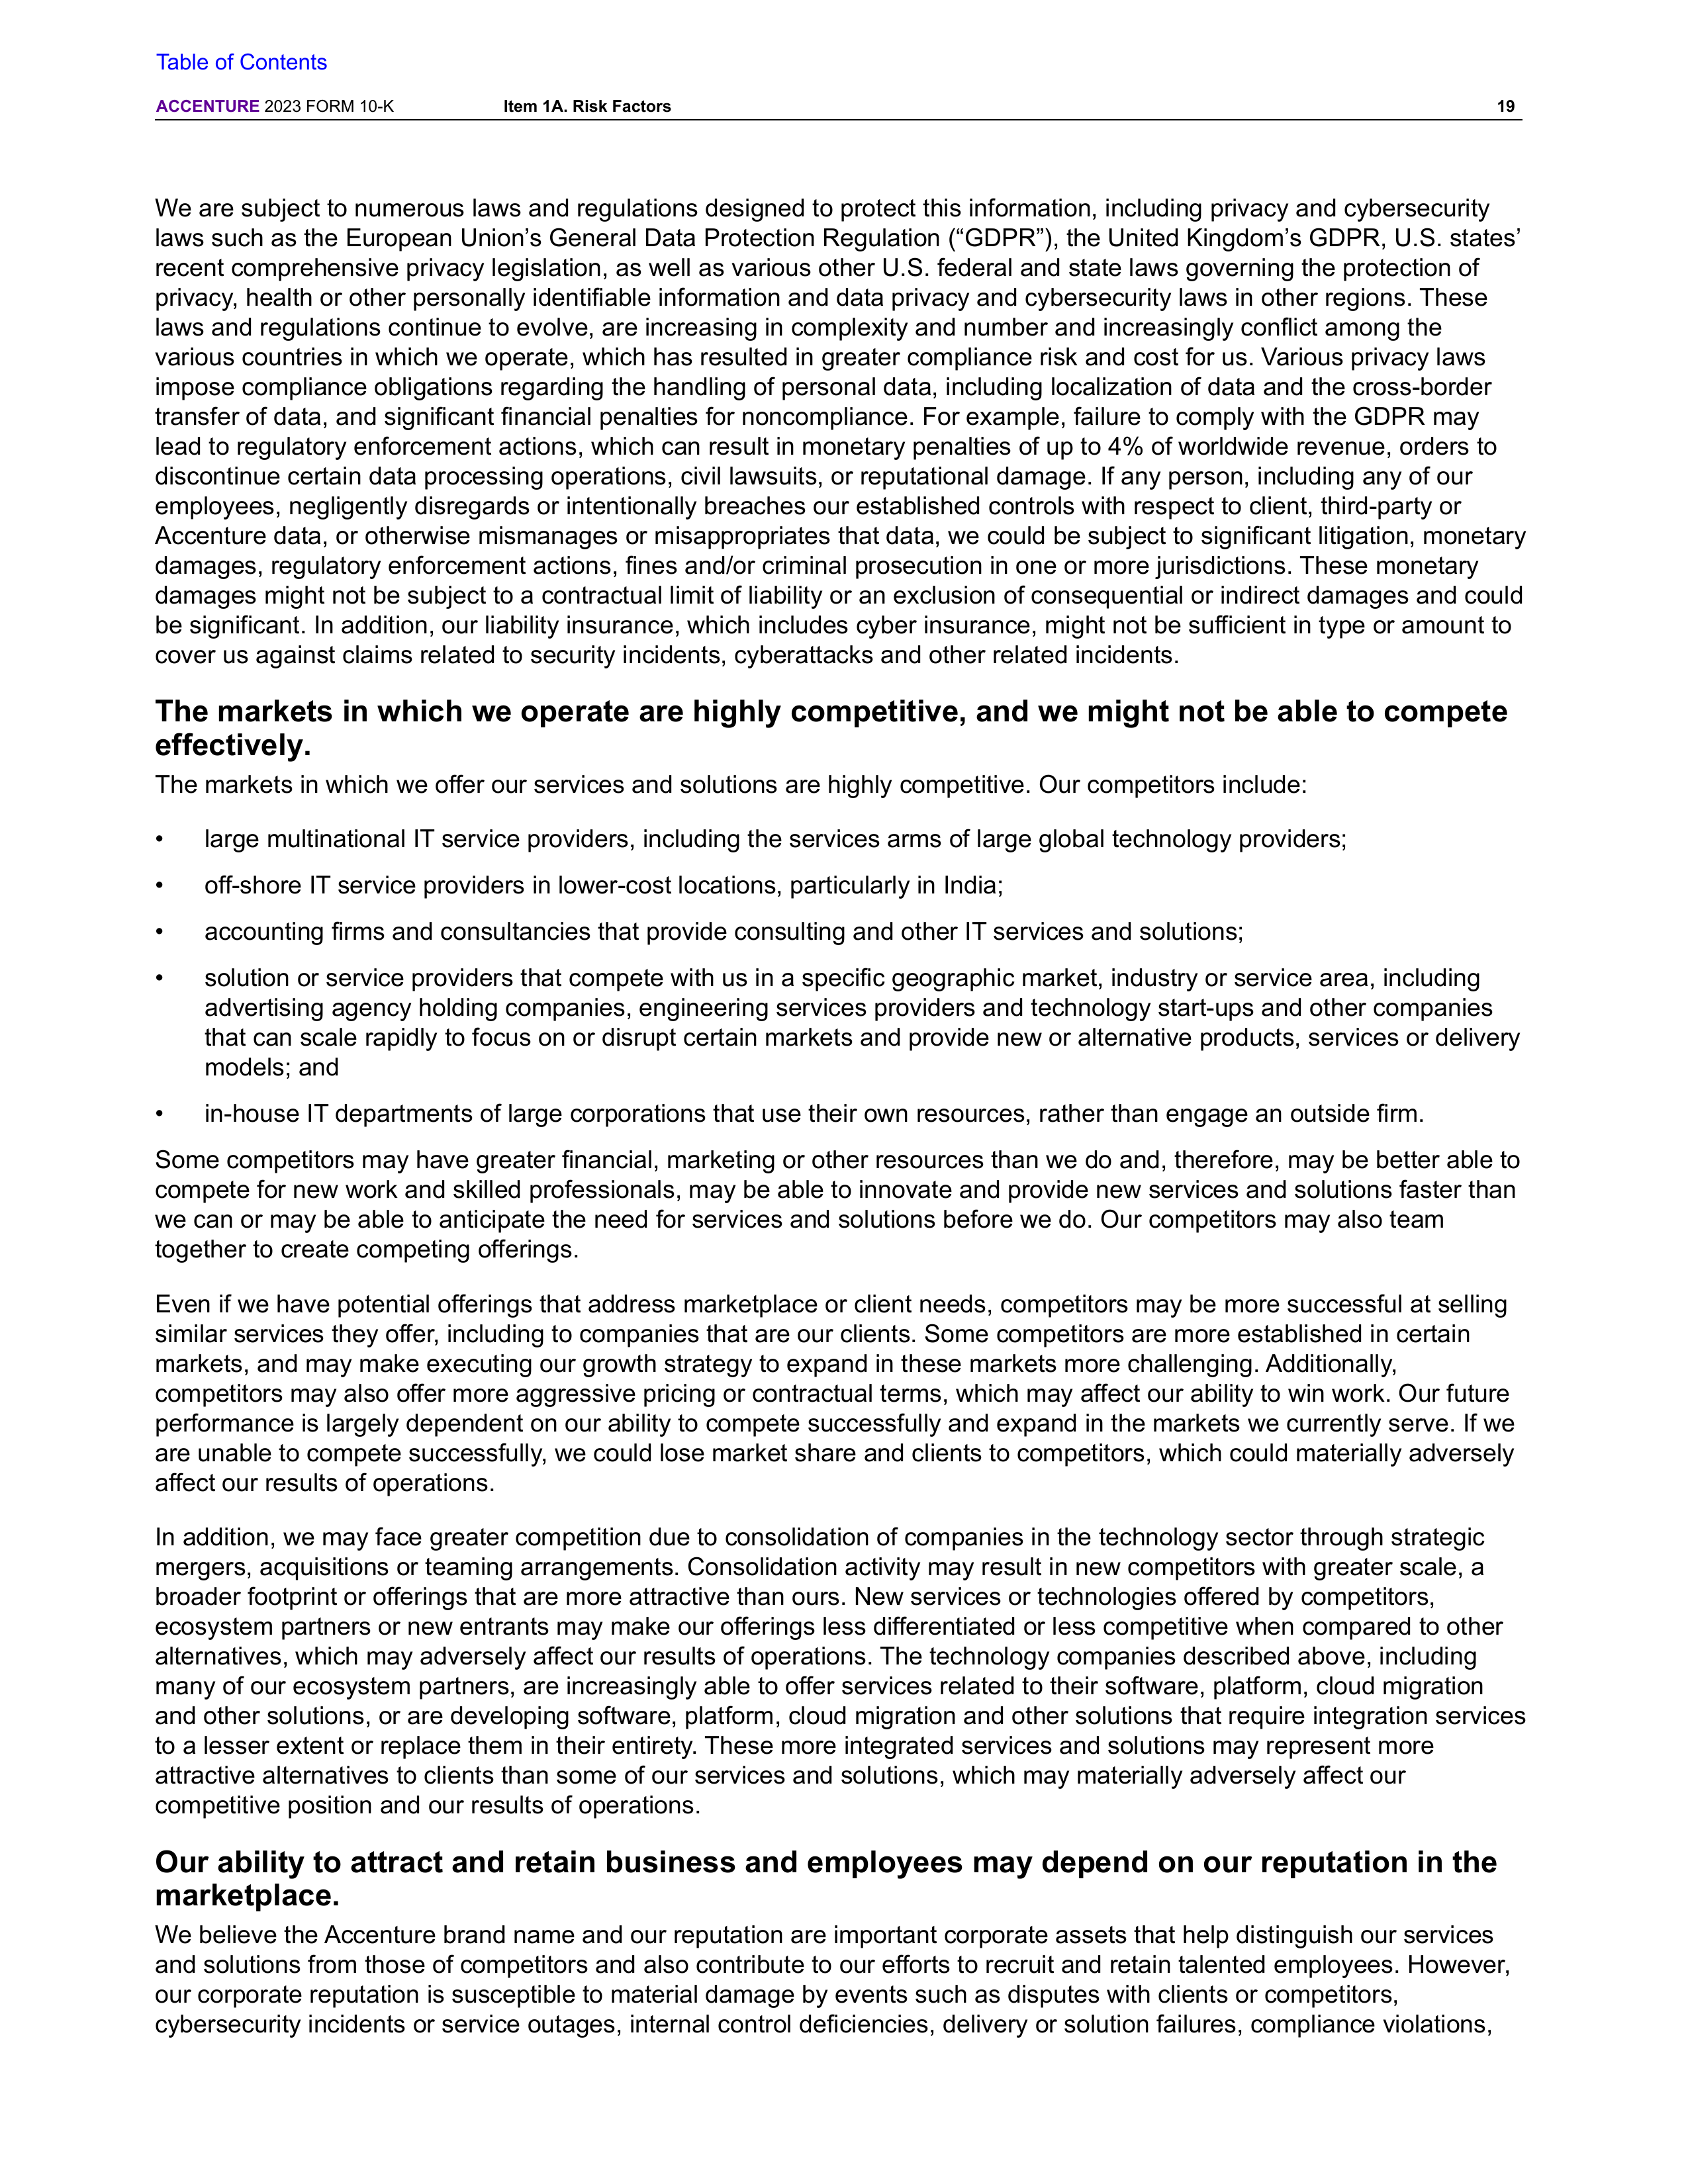 Table of Contents
ACCENTURE 2023 FORM 10-K Item 1A. Risk Factors 19
We are subject to numerous laws and regulations designed to protect this information, including privacy and cybersecurity
laws such as the European Union’s General Data Protection Regulation (“GDPR”), the United Kingdom’s GDPR, U.S. states’
recent comprehensive privacy legislation, as well as various other U.S. federal and state laws governing the protection of
privacy, health or other personally identifiable information and data privacy and cybersecurity laws in other regions. These
laws and regulations continue to evolve, are increasing in complexity and number and increasingly conflict among the
various countries in which we operate, which has resulted in greater compliance risk and cost for us. Various privacy laws
impose compliance obligations regarding the handling of personal data, including localization of data and the cross-border
transfer of data, and significant financial penalties for noncompliance. For example, failure to comply with the GDPR may
lead to regulatory enforcement actions, which can result in monetary penalties of up to 4% of worldwide revenue, orders to
discontinue certain data processing operations, civil lawsuits, or reputational damage. If any person, including any of our
employees, negligently disregards or intentionally breaches our established controls with respect to client, third-party or
Accenture data, or otherwise mismanages or misappropriates that data, we could be subject to significant litigation, monetary
damages, regulatory enforcement actions, fines and/or criminal prosecution in one or more jurisdictions. These monetary
damages might not be subject to a contractual limit of liability or an exclusion of consequential or indirect damages and could
be significant. In addition, our liability insurance, which includes cyber insurance, might not be sufficient in type or amount to
cover us against claims related to security incidents, cyberattacks and other related incidents.
The markets in which we operate are highly competitive, and we might not be able to compete
effectively.
The markets in which we offer our services and solutions are highly competitive. Our competitors include:
• large multinational IT service providers, including the services arms of large global technology providers;
• off-shore IT service providers in lower-cost locations, particularly in India;
• accounting firms and consultancies that provide consulting and other IT services and solutions;
• solution or service providers that compete with us in a specific geographic market, industry or service area, including
advertising agency holding companies, engineering services providers and technology start-ups and other companies
that can scale rapidly to focus on or disrupt certain markets and provide new or alternative products, services or delivery
models; and
• in-house IT departments of large corporations that use their own resources, rather than engage an outside firm.
Some competitors may have greater financial, marketing or other resources than we do and, therefore, may be better able to
compete for new work and skilled professionals, may be able to innovate and provide new services and solutions faster than
we can or may be able to anticipate the need for services and solutions before we do. Our competitors may also team
together to create competing offerings.
Even if we have potential offerings that address marketplace or client needs, competitors may be more successful at selling
similar services they offer, including to companies that are our clients. Some competitors are more established in certain
markets, and may make executing our growth strategy to expand in these markets more challenging. Additionally,
competitors may also offer more aggressive pricing or contractual terms, which may affect our ability to win work. Our future
performance is largely dependent on our ability to compete successfully and expand in the markets we currently serve. If we
are unable to compete successfully, we could lose market share and clients to competitors, which could materially adversely
affect our results of operations.
In addition, we may face greater competition due to consolidation of companies in the technology sector through strategic
mergers, acquisitions or teaming arrangements. Consolidation activity may result in new competitors with greater scale, a
broader footprint or offerings that are more attractive than ours. New services or technologies offered by competitors,
ecosystem partners or new entrants may make our offerings less differentiated or less competitive when compared to other
alternatives, which may adversely affect our results of operations. The technology companies described above, including
many of our ecosystem partners, are increasingly able to offer services related to their software, platform, cloud migration
and other solutions, or are developing software, platform, cloud migration and other solutions that require integration services
to a lesser extent or replace them in their entirety. These more integrated services and solutions may represent more
attractive alternatives to clients than some of our services and solutions, which may materially adversely affect our
competitive position and our results of operations.
Our ability to attract and retain business and employees may depend on our reputation in the
marketplace.
We believe the Accenture brand name and our reputation are important corporate assets that help distinguish our services
and solutions from those of competitors and also contribute to our efforts to recruit and retain talented employees. However,
our corporate reputation is susceptible to material damage by events such as disputes with clients or competitors,
cybersecurity incidents or service outages, internal control deficiencies, delivery or solution failures, compliance violations,